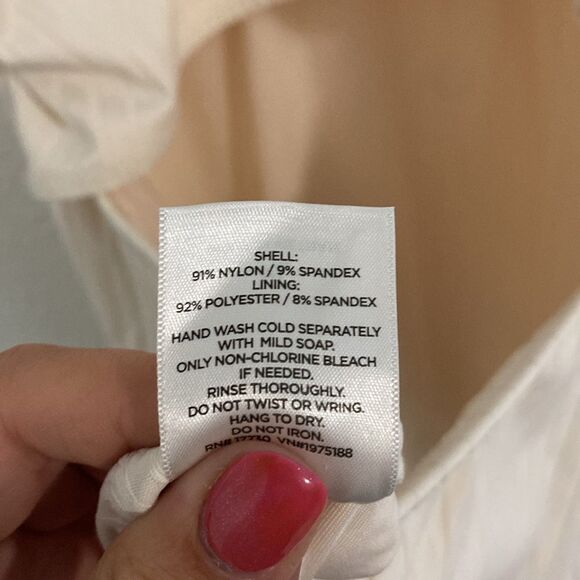 SHELL:
91% NYLON / 9% SPANDEX
LINING:
92% POLYESTER / 8% SPANDEX
HAND WASH COLD SEPARATELY
WITH MILD SOAP.
ONLY NON-CHLORINE BLEACH
IF NEEDED.
RINSE THOROUGHLY.
DO NOT TWIST OR WRING.
HANG TO DRY.
DO NOT IRON.
RN# VN#1975188